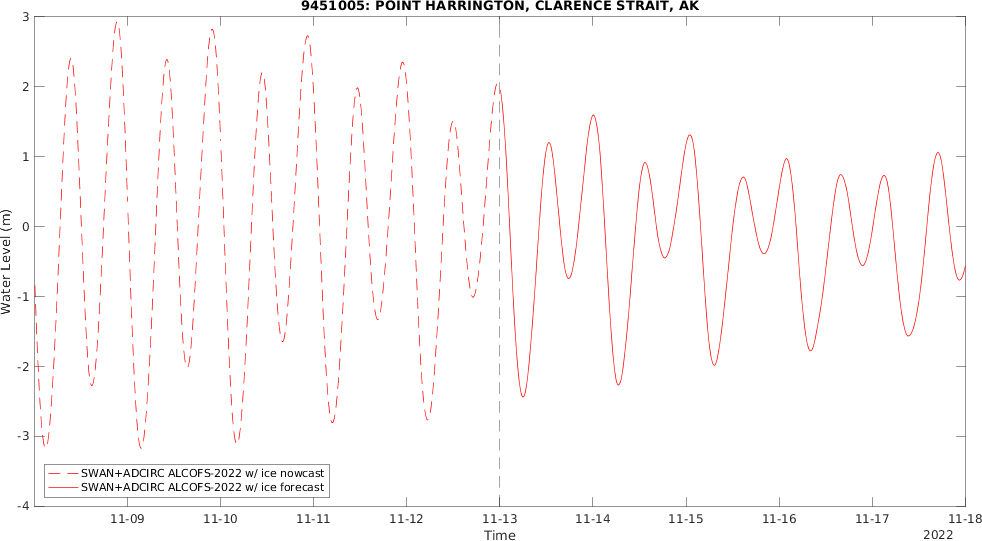 9451005: POINT HARRINGTON, CLARENCE STRAIT, AK
3
2
1
0
-1
-2
-3
-4
Water Level (m)
SWAN+ADCIRC ALCOFS-2022 w/ ice nowcast
SWAN+ADCIRC ALCOFS-2022 w/ ice forecast
11-09 11-10 11-11 11-12 11-13 11-14 11-15 11-16 11-17 11-18
Time
2022